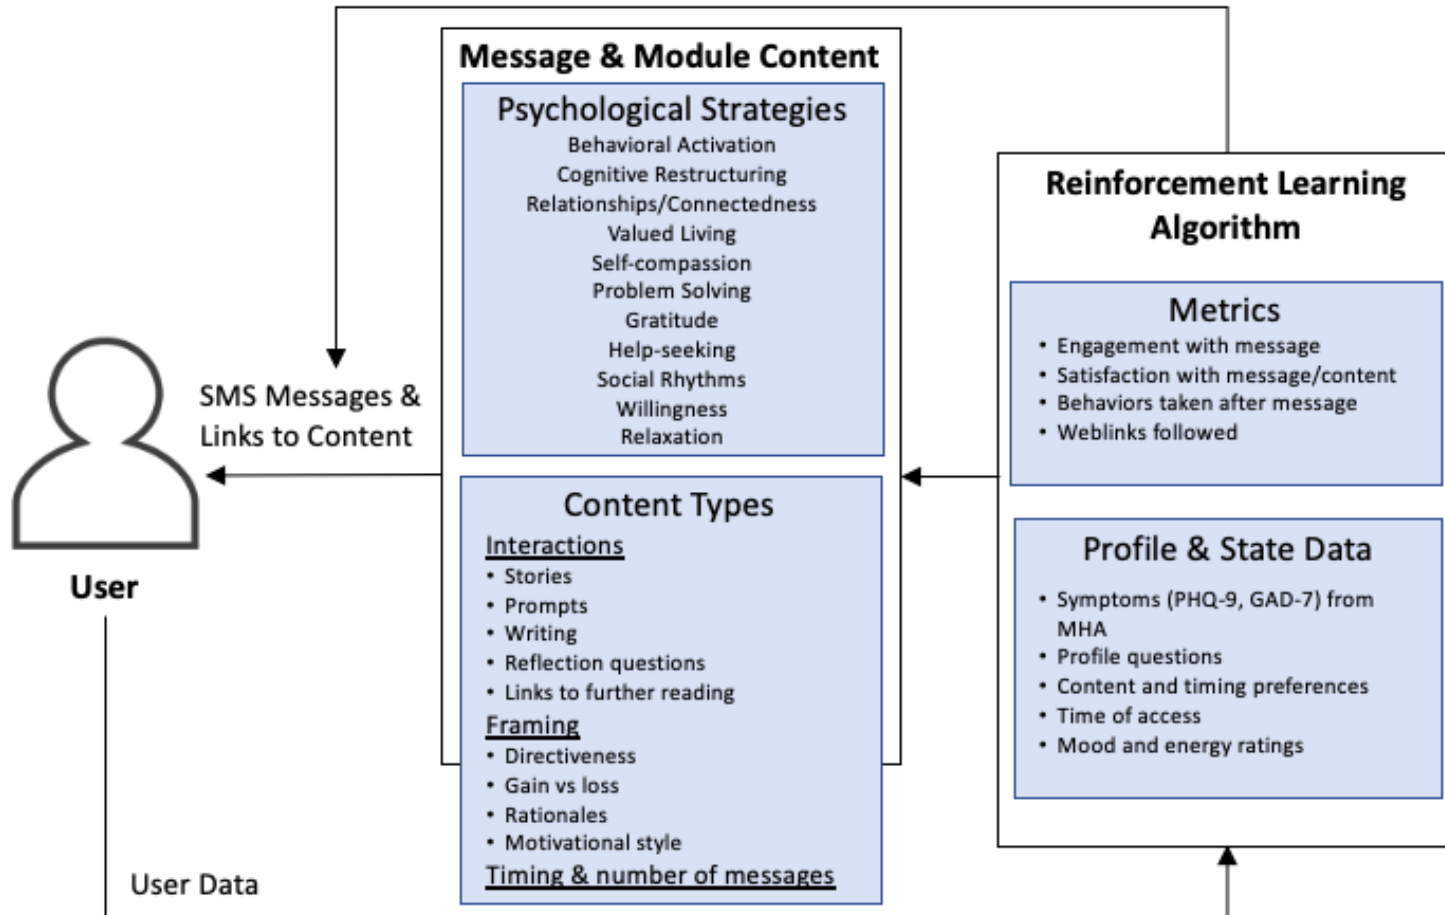 Message & Module Content
Psychological Strategies
Behavioral Activation
Cognitive Restructuring
Relationships/Connectedness
Valued Living
Self-compassion
Problem Solving
Gratitude
Help-seeking
Social Rhythms
Willingness
Relaxation
Content Types
Interactions
• Stories
• Prompts
• Writing
• Reflection questions
• Links to further reading
Framing
• Directiveness
• Gain vs loss
• Rationales
• Motivational style
Timing & number of messages
Reinforcement Learning
Algorithm
Metrics
• Engagement with message
• Satisfaction with message/content
• Behaviors taken after message
• Weblinks followed
Profile & State Data
• Symptoms (PHQ-9, GAD-7) from
MHA
• Profile questions
• Content and timing preferences
• Time of access
• Mood and energy ratings
SMS Messages &
Links to Content
User
User Data